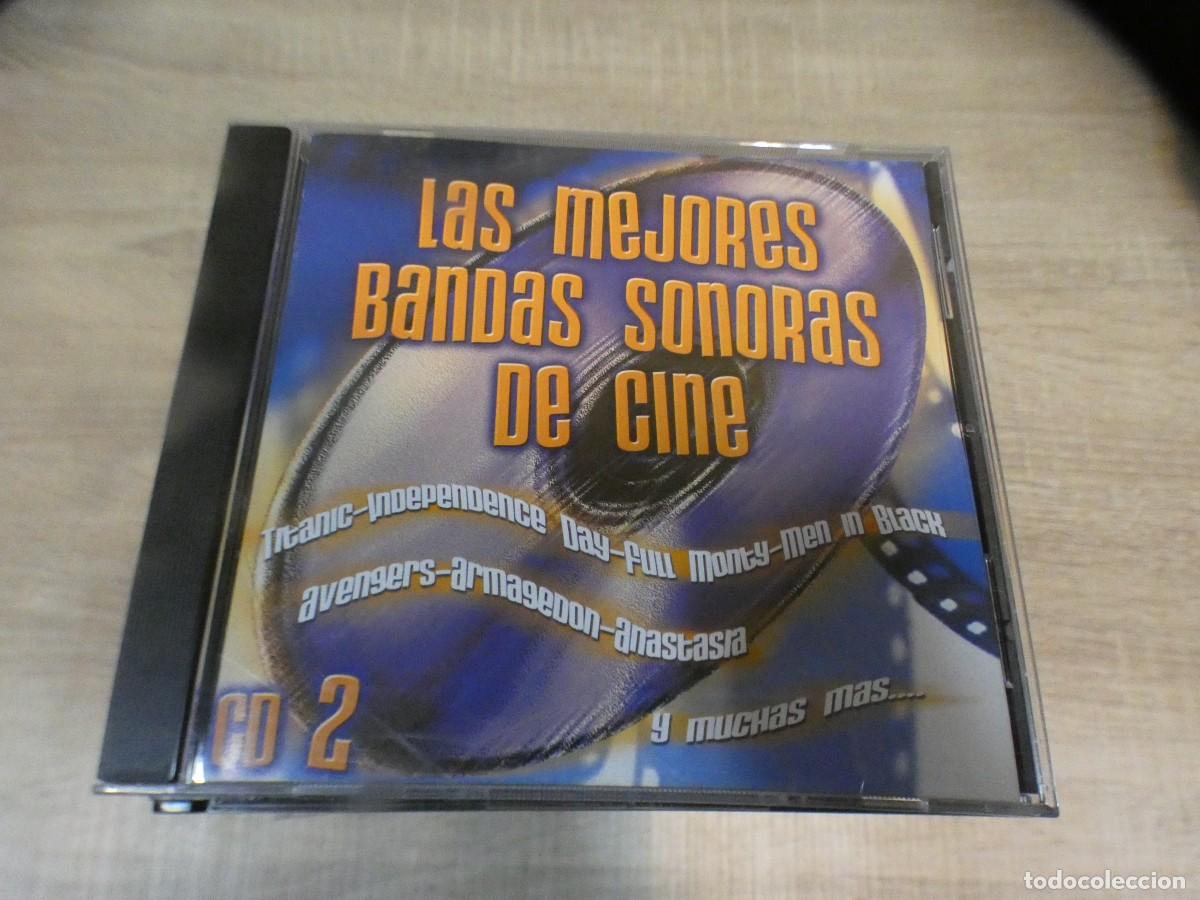 Las mejores
Bandas sonoras
de cine
Titanic-Independence Day-Full Monty-Men in Black
avengers-armagedon-anastasia
y muchas mas....
CD 2
todocoleccion